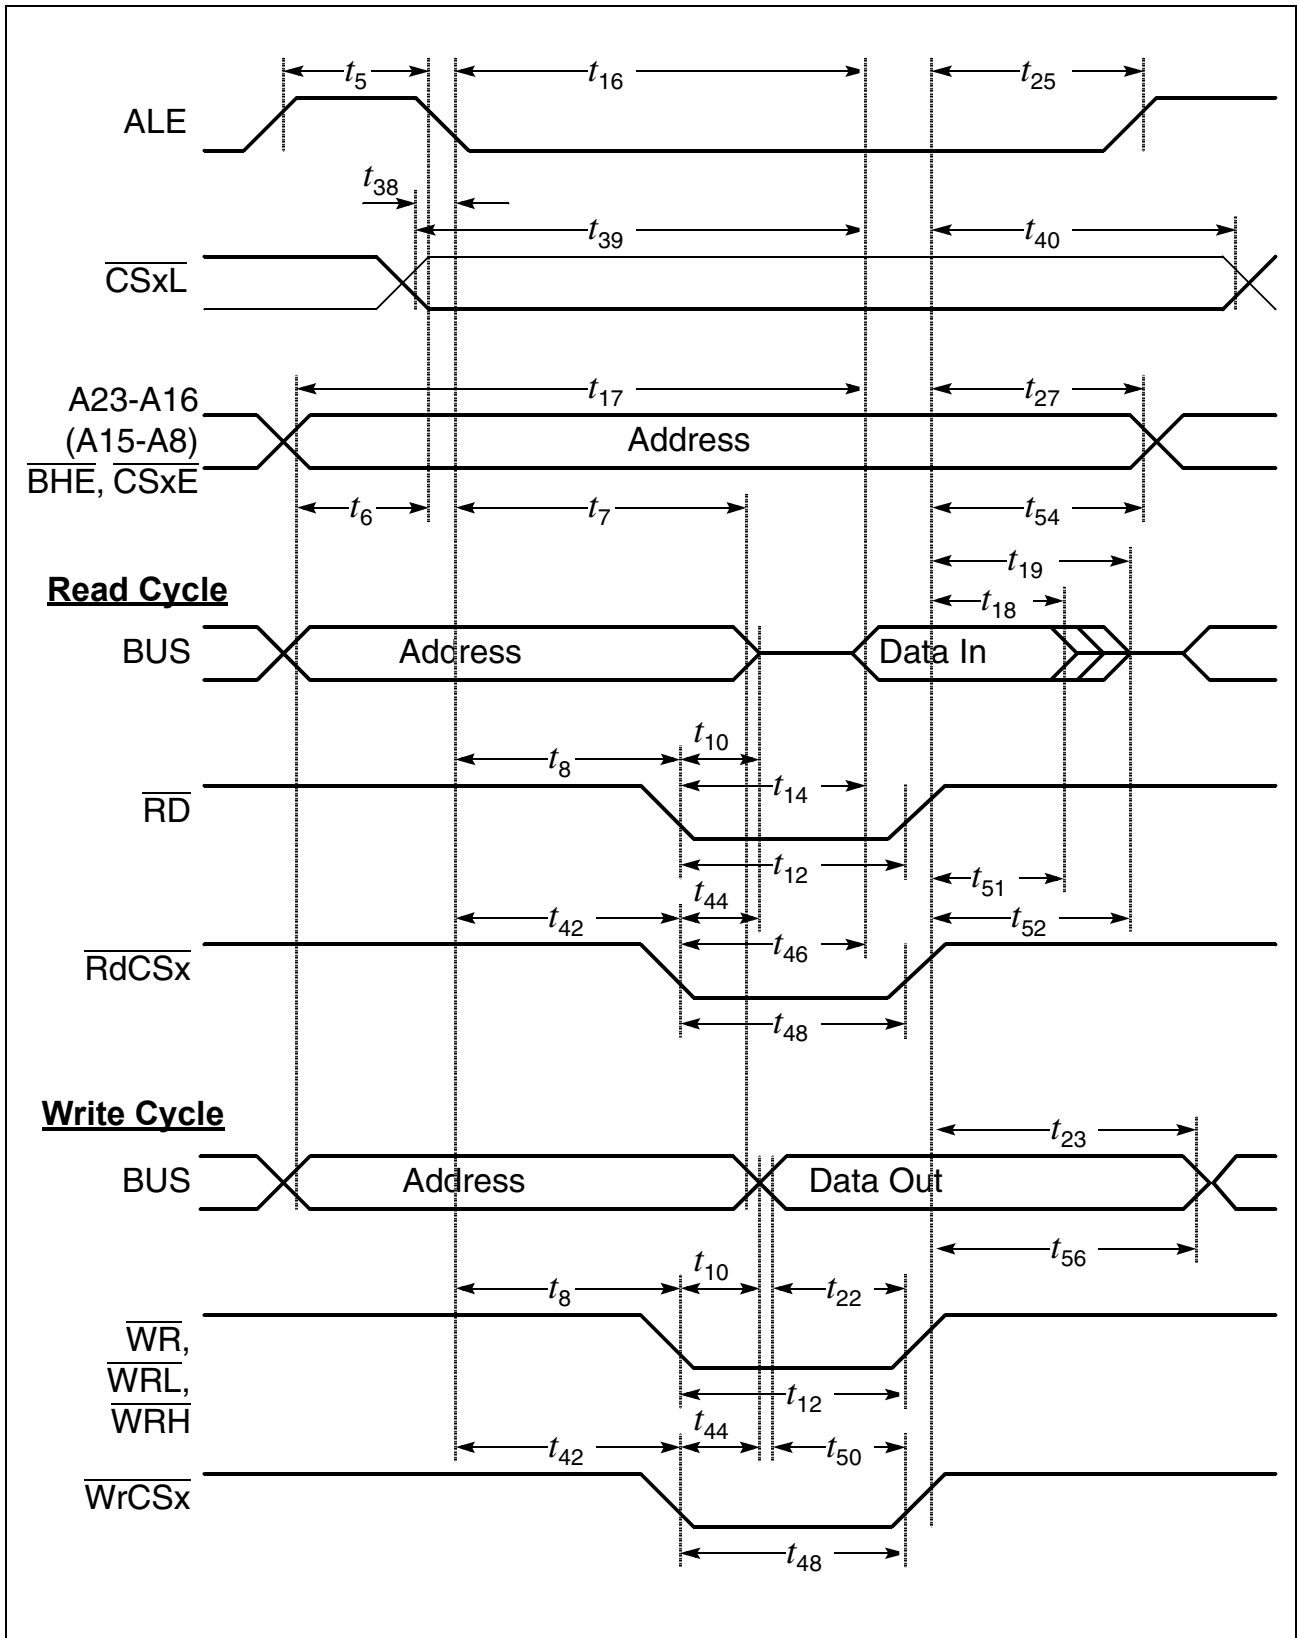 t5 t16 t25
ALE
t38
t39 t40
CSxL
t17 t27
A23-A16
(A15-A8)
Address
BHE, CSxE
t6 t7 t54
t19
Read Cycle
t18
BUS Address Data In
t10
t8
t14
RD
t12
t51
t44
t42 t52
t46
RdCSx
t48
Write Cycle
t23
BUS Address Data Out
t56
t10
t8 t22
WR,
WRL,
t12
WRH
t44
t42 t50
WrCSx
t48